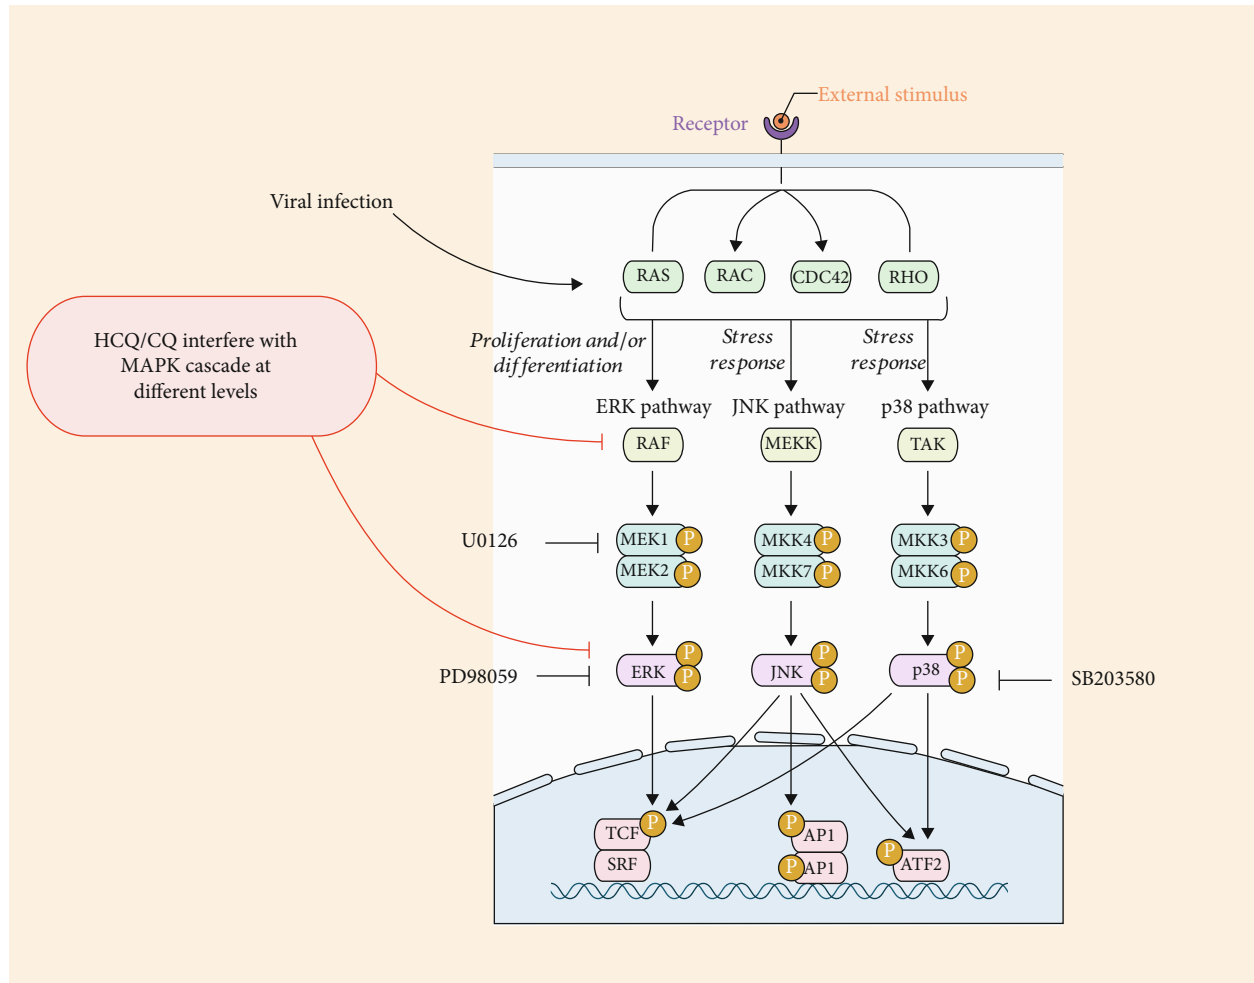 External stimulus
Receptor
Viral infection
RAS
RAC
CDC42
RHO
HCQ/CQ interfere with
MAPK cascade at
different levels
Proliferation and/or
differentiation
Stress
response
Stress
response
ERK pathway
JNK pathway
p38 pathway
RAF
MEKK
TAK
U0126
MEK1 P
MEK2 P
MKK4 P
MKK7 P
MKK3 P
MKK6 P
PD98059
P
ERK P
P
JNK P
P
p38 P
SB203580
P
TCF
SRF
P
AP1
P AP1
P
ATF2